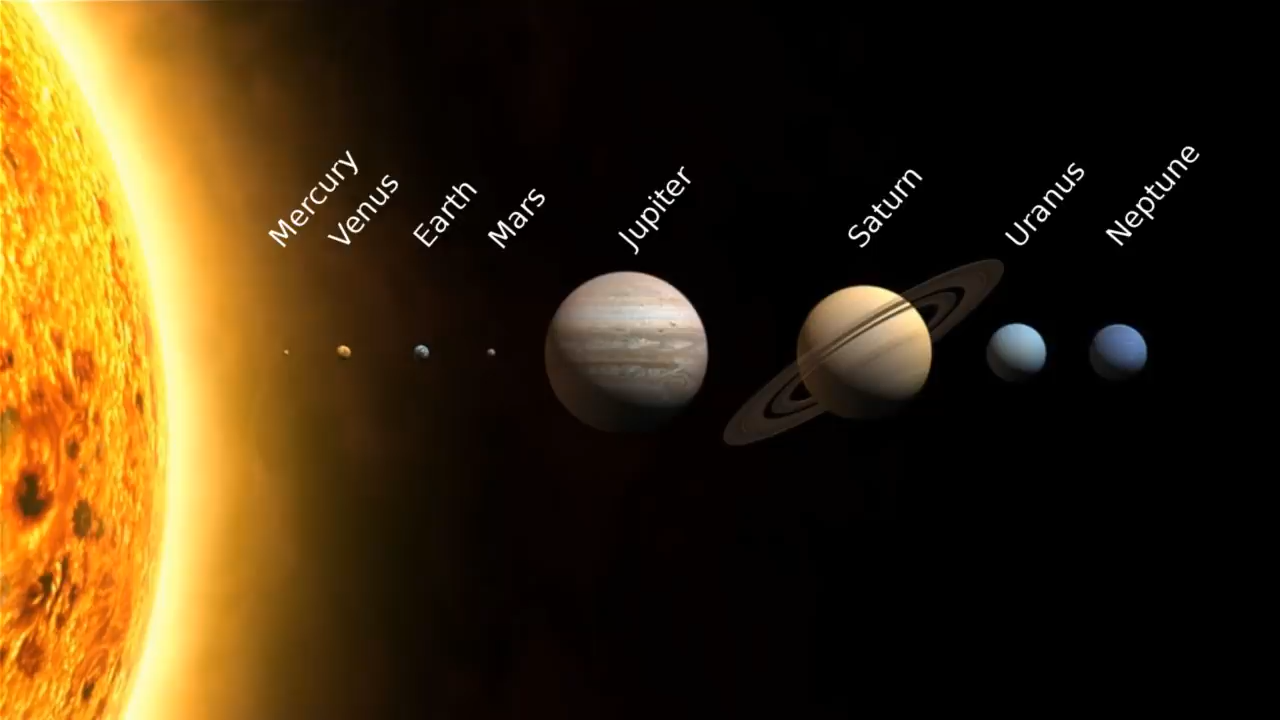 Mercury
Venus
Earth
Mars
Jupiter
Saturn
Uranus
Neptune